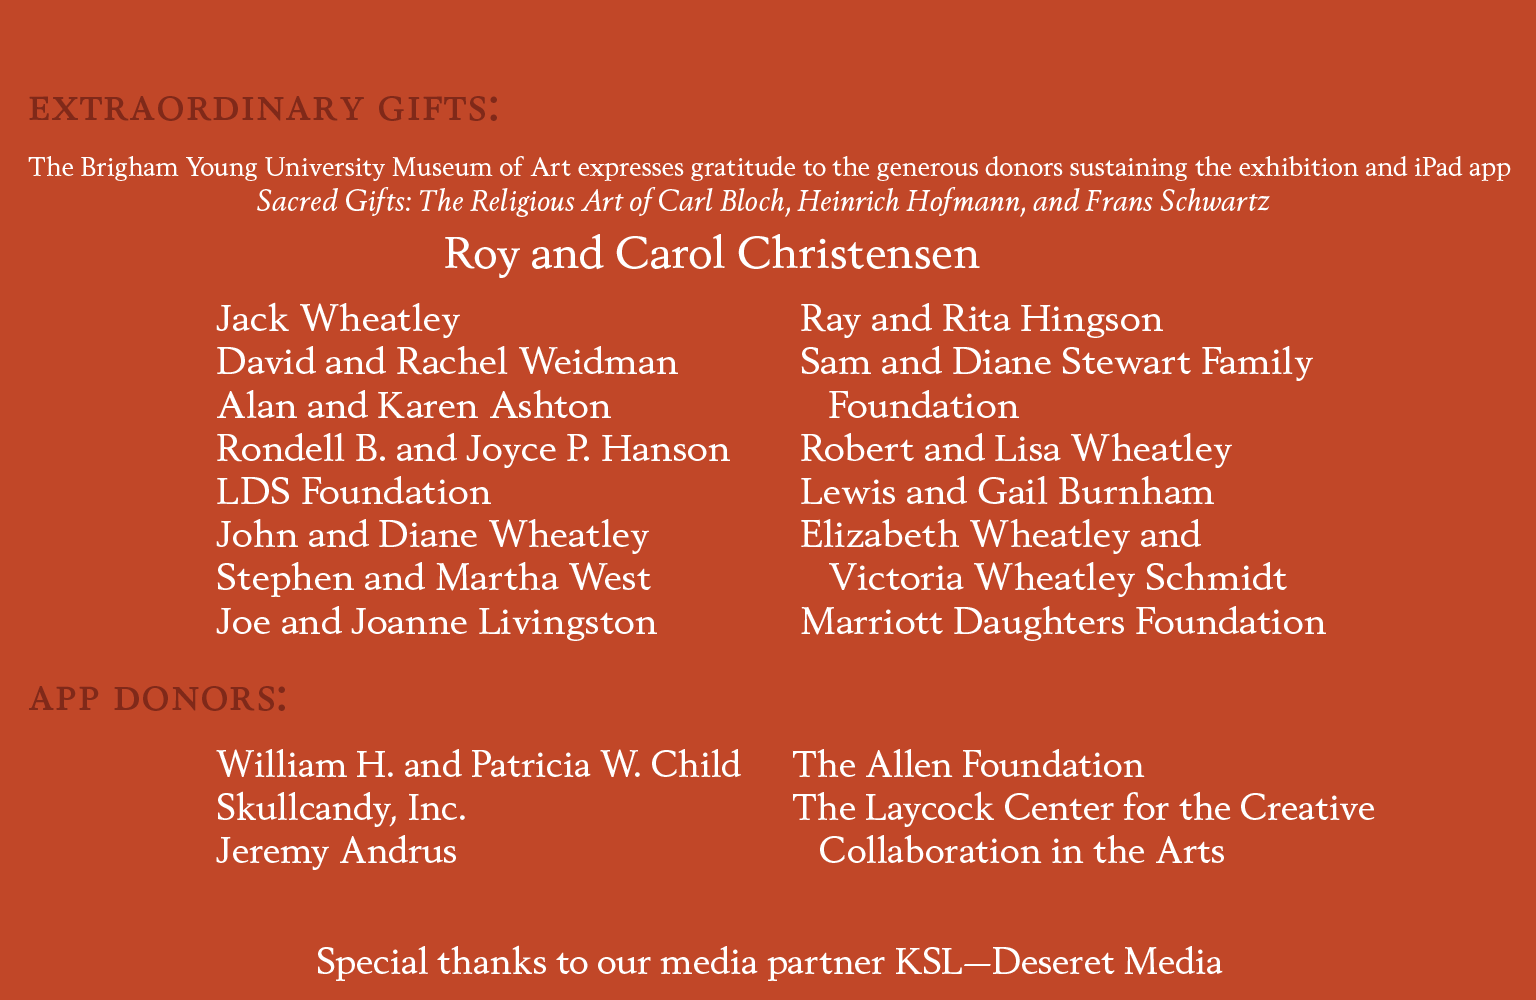 EXTRAORDINARY GIFTS:
The Brigham Young University Museum of Art expresses gratitude to the generous donors sustaining the exhibition and iPad app
Sacred Gifts: The Religious Art of Carl Bloch, Heinrich Hofmann, and Frans Schwartz
Roy and Carol Christensen
Jack Wheatley
David and Rachel Weidman
Alan and Karen Ashton
Rondell B. and Joyce P. Hanson
LDS Foundation
John and Diane Wheatley
Stephen and Martha West
Joe and Joanne Livingston
Ray and Rita Hingson
Sam and Diane Stewart Family
Foundation
Robert and Lisa Wheatley
Lewis and Gail Burnham
Elizabeth Wheatley and
Victoria Wheatley Schmidt
Marriott Daughters Foundation
APP DONORS:
William H. and Patricia W. Child
Skullcandy, Inc.
Jeremy Andrus
The Allen Foundation
The Laycock Center for the Creative
Collaboration in the Arts
Special thanks to our media partner KSL—Deseret Media